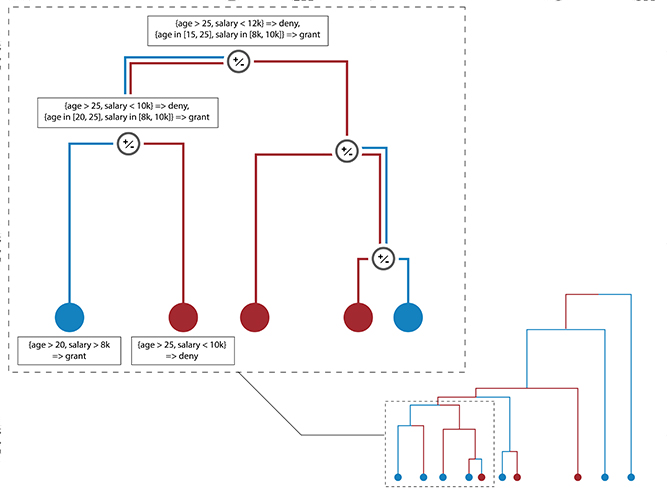 {age > 25, salary < 12k} => deny,
{age in [15, 25], salary in [8k, 10k]} => grant
+/-
{age > 25, salary < 10k} => deny,
{age in [20, 25], salary in [8k, 10k]} => grant
+/-
+/-
+/-
{age > 20, salary > 8k
=> grant
{age > 25, salary < 10k}
=> deny